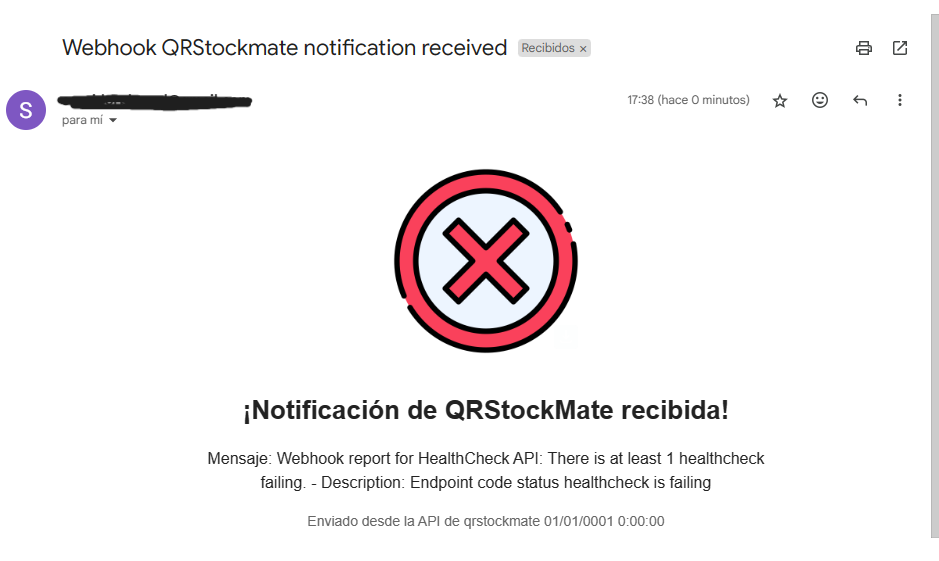 Webhook QRStockmate notification received Recibidos ×
S
17:38 (hace 0 minutos)
para mí
¡Notificación de QRStockMate recibida!
Mensaje: Webhook report for HealthCheck API: There is at least 1 healthcheck
failing. - Description: Endpoint code status healthcheck is failing
Enviado desde la API de qrstockmate 01/01/0001 0:00:00